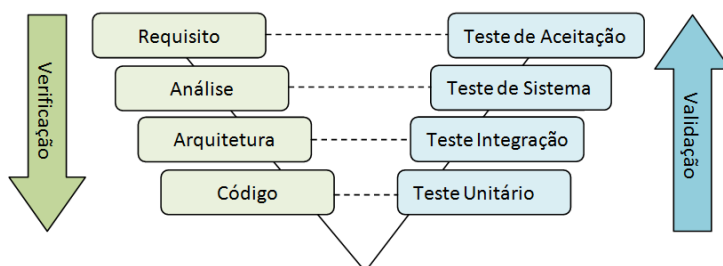 Verificação
Requisito
Teste de Aceitação
Análise
Teste de Sistema
Arquitetura
Teste Integração
Código
Teste Unitário
Validação